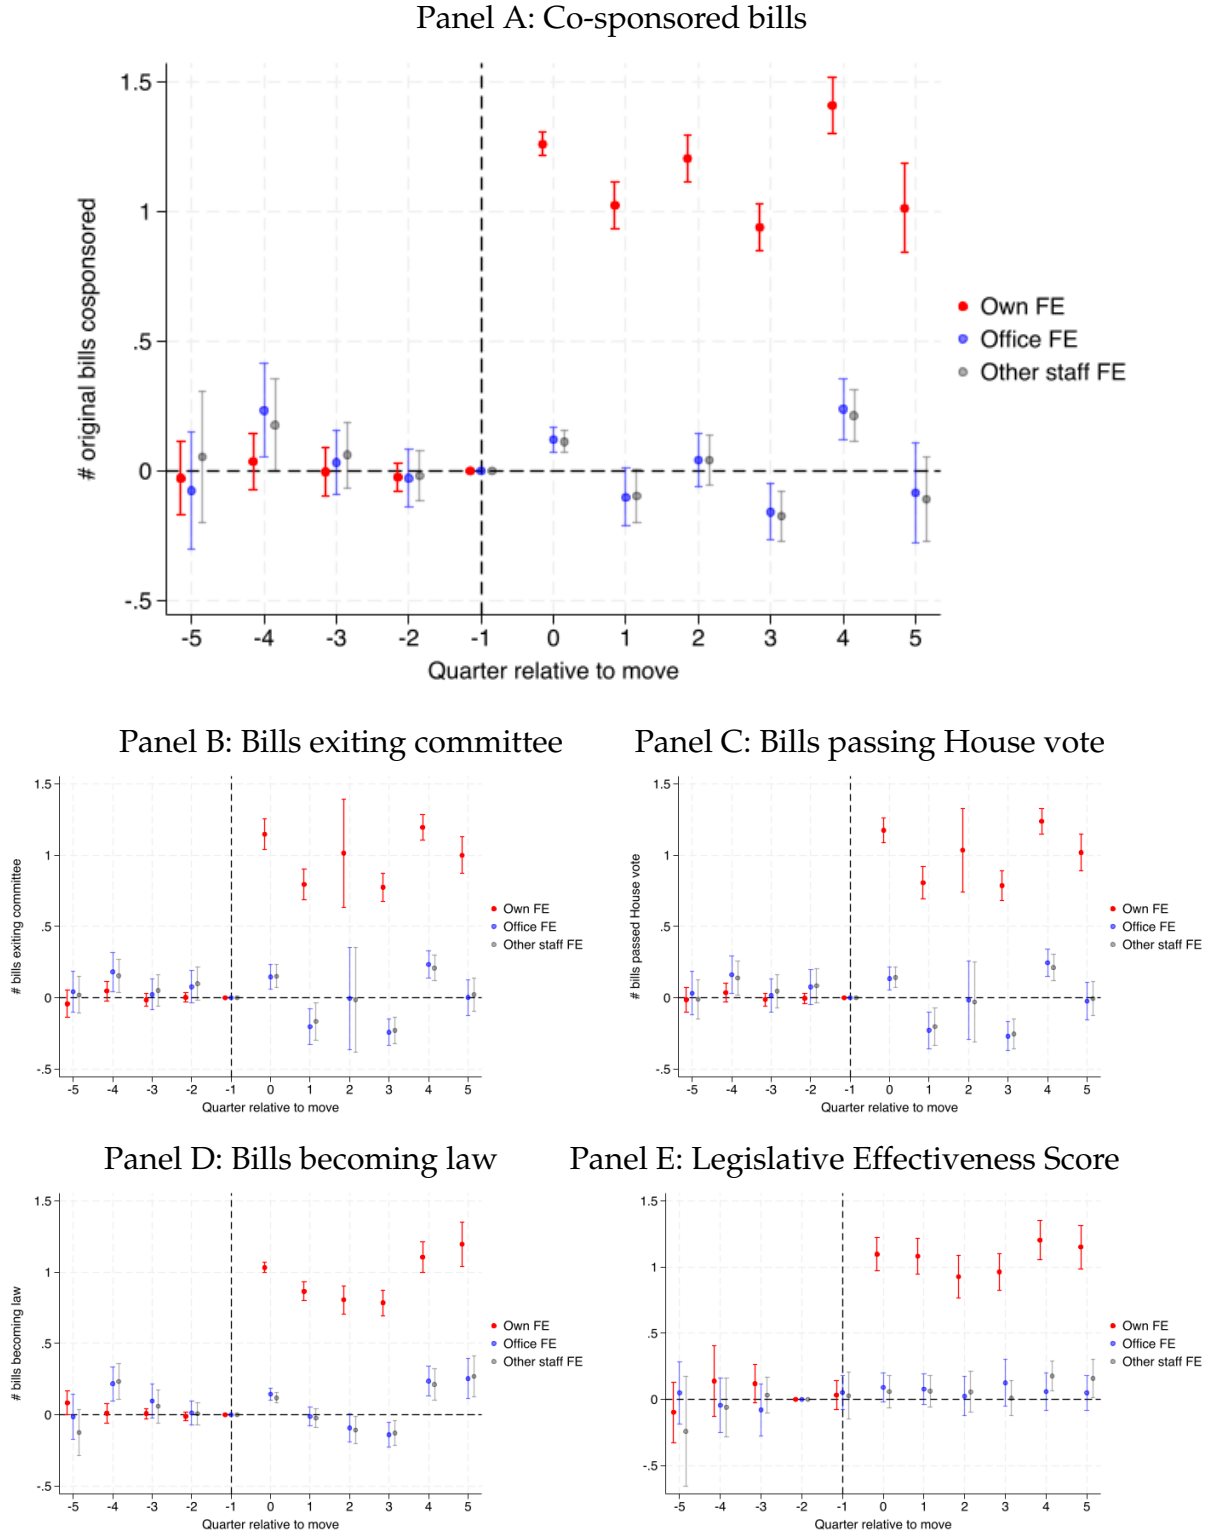 Panel A: Co-sponsored bills
# original bills cosponsored
1.5
1
.5
0
-.5
-5 -4 -3 -2 -1 0 1 2 3 4 5
Quarter relative to move
Own FE
Office FE
Other staff FE
Panel B: Bills exiting committee
# bills exiting committee
1.5
1
.5
0
-.5
-5 -4 -3 -2 -1 0 1 2 3 4 5
Quarter relative to move
Own FE
Office FE
Other staff FE
Panel C: Bills passing House vote
# bills passed House vote
1.5
1
.5
0
-.5
-5 -4 -3 -2 -1 0 1 2 3 4 5
Quarter relative to move
Own FE
Office FE
Other staff FE
Panel D: Bills becoming law
# bills becoming law
1.5
1
.5
0
-.5
-5 -4 -3 -2 -1 0 1 2 3 4 5
Quarter relative to move
Own FE
Office FE
Other staff FE
Panel E: Legislative Effectiveness Score
1.5
1
.5
0
-.5
-5 -4 -3 -2 -1 0 1 2 3 4 5
Quarter relative to move
Own FE
Office FE
Other staff FE